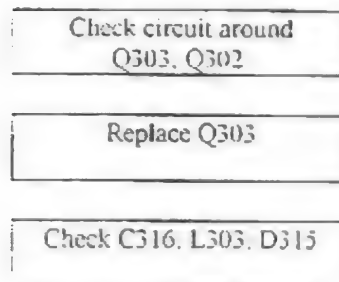 Check circuit around
Q303, Q302
Replace Q303
Check C316, L303, D315